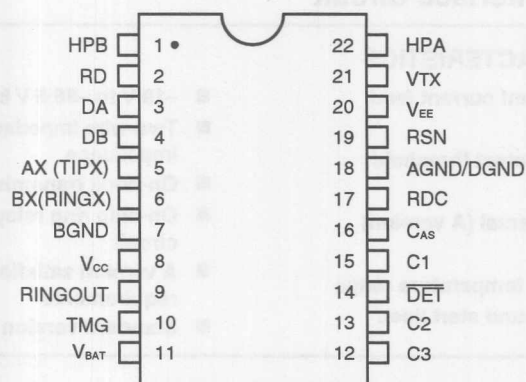 HPB 1 22 HPA
RD 2 21 VTX
DA 3 20 VEE
DB 4 19 RSN
AX (TIPX) 5 18 AGND/DGND
BX(RINGX) 6 17 RDC
BGND 7 16 CAS
VCC 8 15 C1
RINGOUT 9 14 DET
TMG 10 13 C2
VBAT 11 12 C3